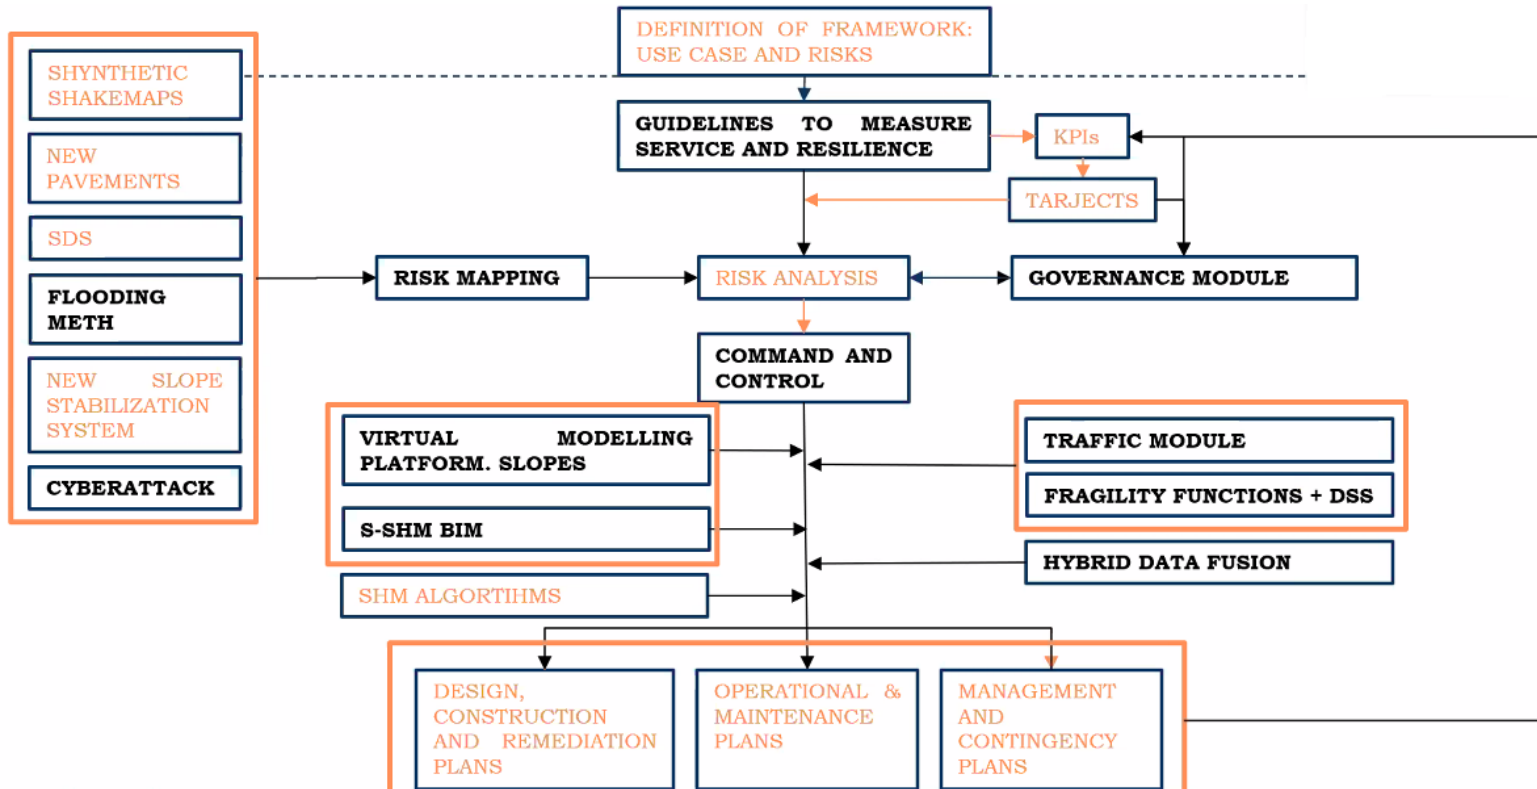 DEFINITION OF FRAMEWORK:
USE CASE AND RISKS
SHYNTHETIC
SHAKEMAPS
NEW
PAVEMENTS
SDS
FLOODING
METH
NEW SLOPE
STABILIZATION
SYSTEM
CYBERATTACK
GUIDELINES TO MEASURE
SERVICE AND RESILIENCE
KPIs
TARJECTS
RISK MAPPING
RISK ANALYSIS
GOVERNANCE MODULE
COMMAND AND
CONTROL
VIRTUAL MODELLING
PLATFORM. SLOPES
S-SHM BIM
SHM ALGORTIHMS
TRAFFIC MODULE
FRAGILITY FUNCTIONS + DSS
HYBRID DATA FUSION
DESIGN,
CONSTRUCTION
AND REMEDIATION
PLANS
OPERATIONAL &
MAINTENANCE
PLANS
MANAGEMENT
AND
CONTINGENCY
PLANS